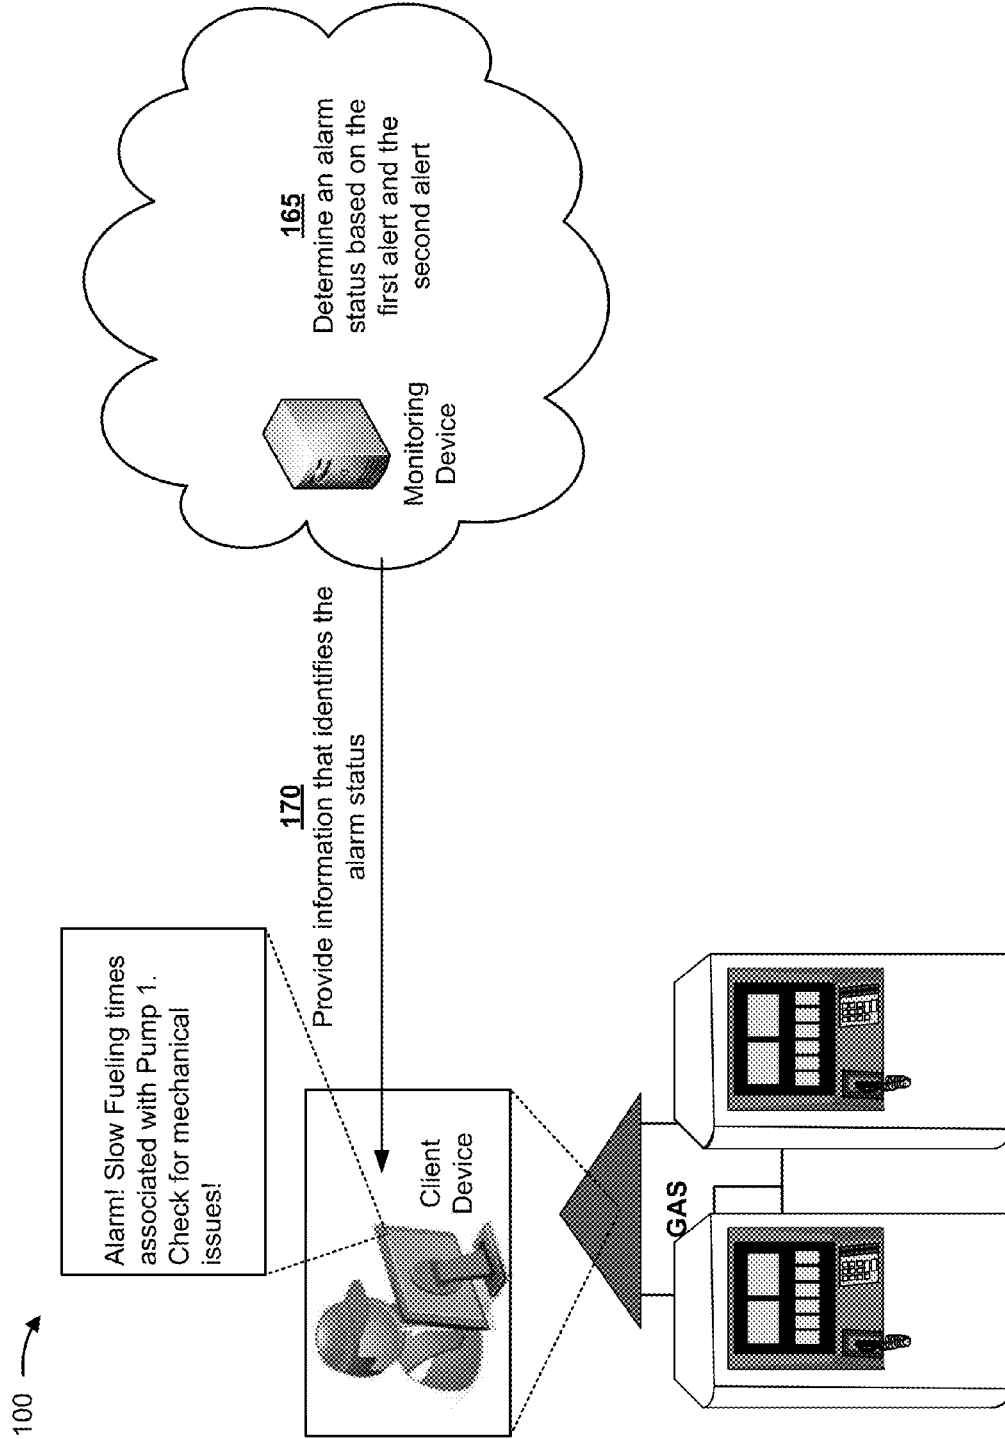 100
Alarm! Slow Fueling times
associated with Pump 1.
Check for mechanical
issues!
170
Provide information that identifies the
alarm status
165
Determine an alarm
status based on the
first alert and the
second alert
Monitoring
Device
Client
Device
GAS